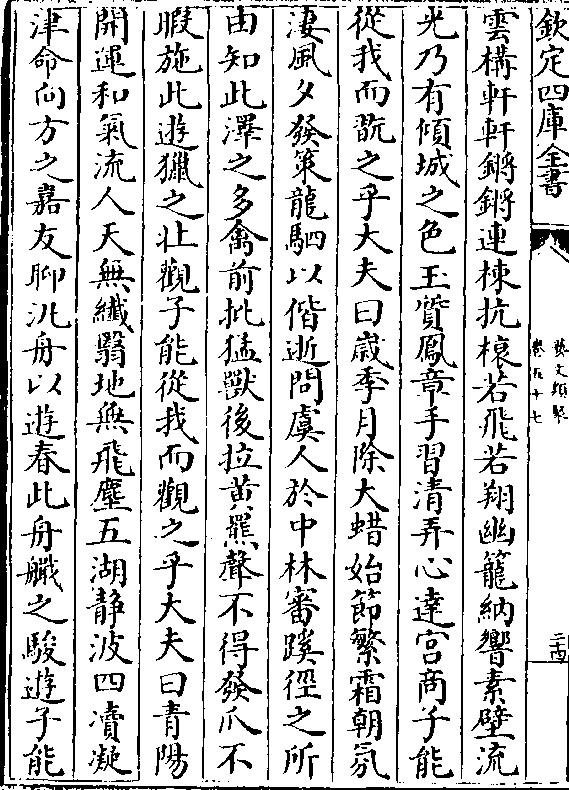 欽定四庫全書
藝文類聚
卷五十七
二十四
雲構軒軒鏘鏘連棟抗榱若飛若翔幽籠納響素壁流
光乃有傾城之色玉質鳳章手習清弄心達宮商子能
從我而翫之乎大夫曰歲季月除大蜡始節繁霜朝氛
淒風夕發策龍駟以偕逝問虞人於中林審蹊徑之所
由知此澤之多禽前批猛獸後拉黃羆聲不得發爪不
暇施此遊獵之壯觀子能從我而觀之乎大夫曰青陽
開運和氣流人天無纖翳地無飛塵五湖静波四瀆凝
津命向方之嘉友聊汎舟以遊春此舟艥之駿遊子能